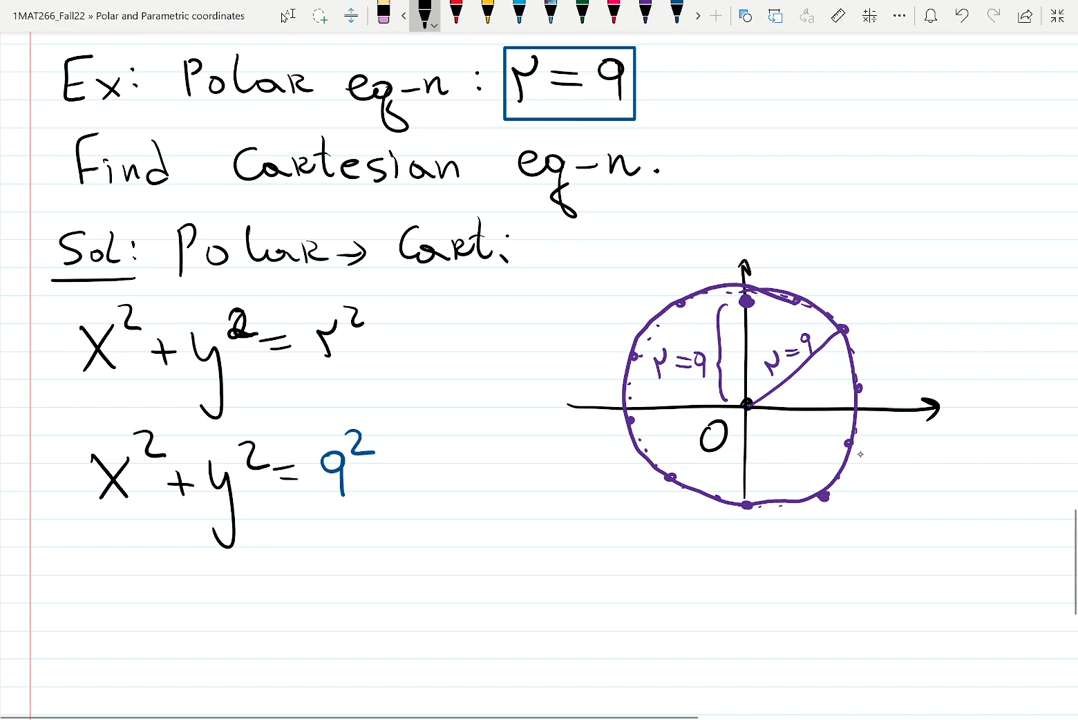 1MAT266_Fall22 » Polar and Parametric coordinates
Ex: Polar eq-n: r = 9
Find Cartesian eq-n.
Sol: Polar → Cart:
x² + y² = r²
r = 9
r = 9
O
x² + y² = 9²